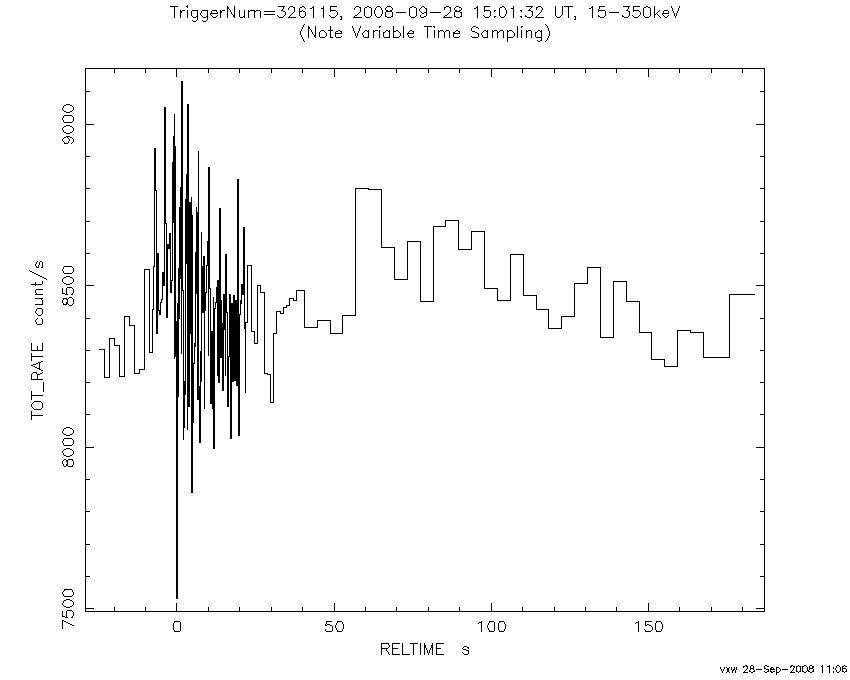 TriggerNum=326115, 2008-09-28 15:01:32 UT, 15-350keV
(Note Variable Time Sampling)
9000
8500
8000
7500
TOT_RATE count/s
0 50 100 150
RELTIME s
vxw 28-Sep-2008 11:06